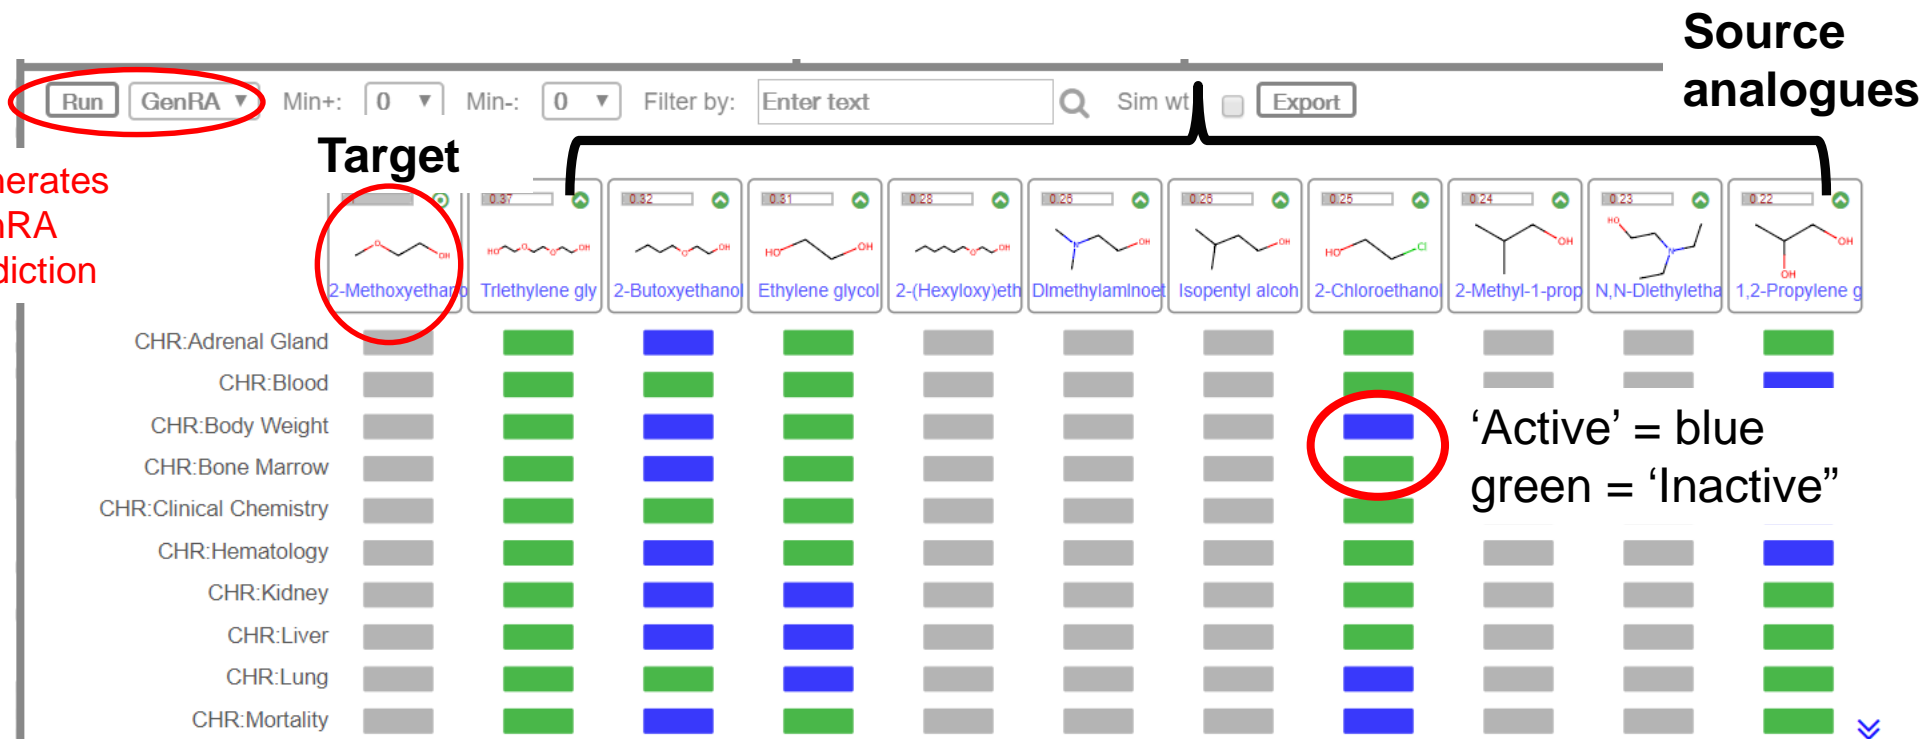 Source
analogues
Run GenRA Min+: 0 Min-: 0 Filter by: Enter text Sim wt Export
Target
nerates
nRA
diction
0.37 0.32 0.31 0.28 0.26 0.26 0.25 0.24 0.23 0.22
2-Methoxyethano Triethylene gly 2-Butoxyethanol Ethylene glycol 2-(Hexyloxy)eth Dimethylaminoet Isopentyl alcoh 2-Chloroethanol 2-Methyl-1-prop N,N-Diethyletha 1,2-Propylene g
CHR:Adrenal Gland
CHR:Blood
CHR:Body Weight
CHR:Bone Marrow
CHR:Clinical Chemistry
CHR:Hematology
CHR:Kidney
CHR:Liver
CHR:Lung
CHR:Mortality
‘Active’ = blue
green = ‘Inactive”